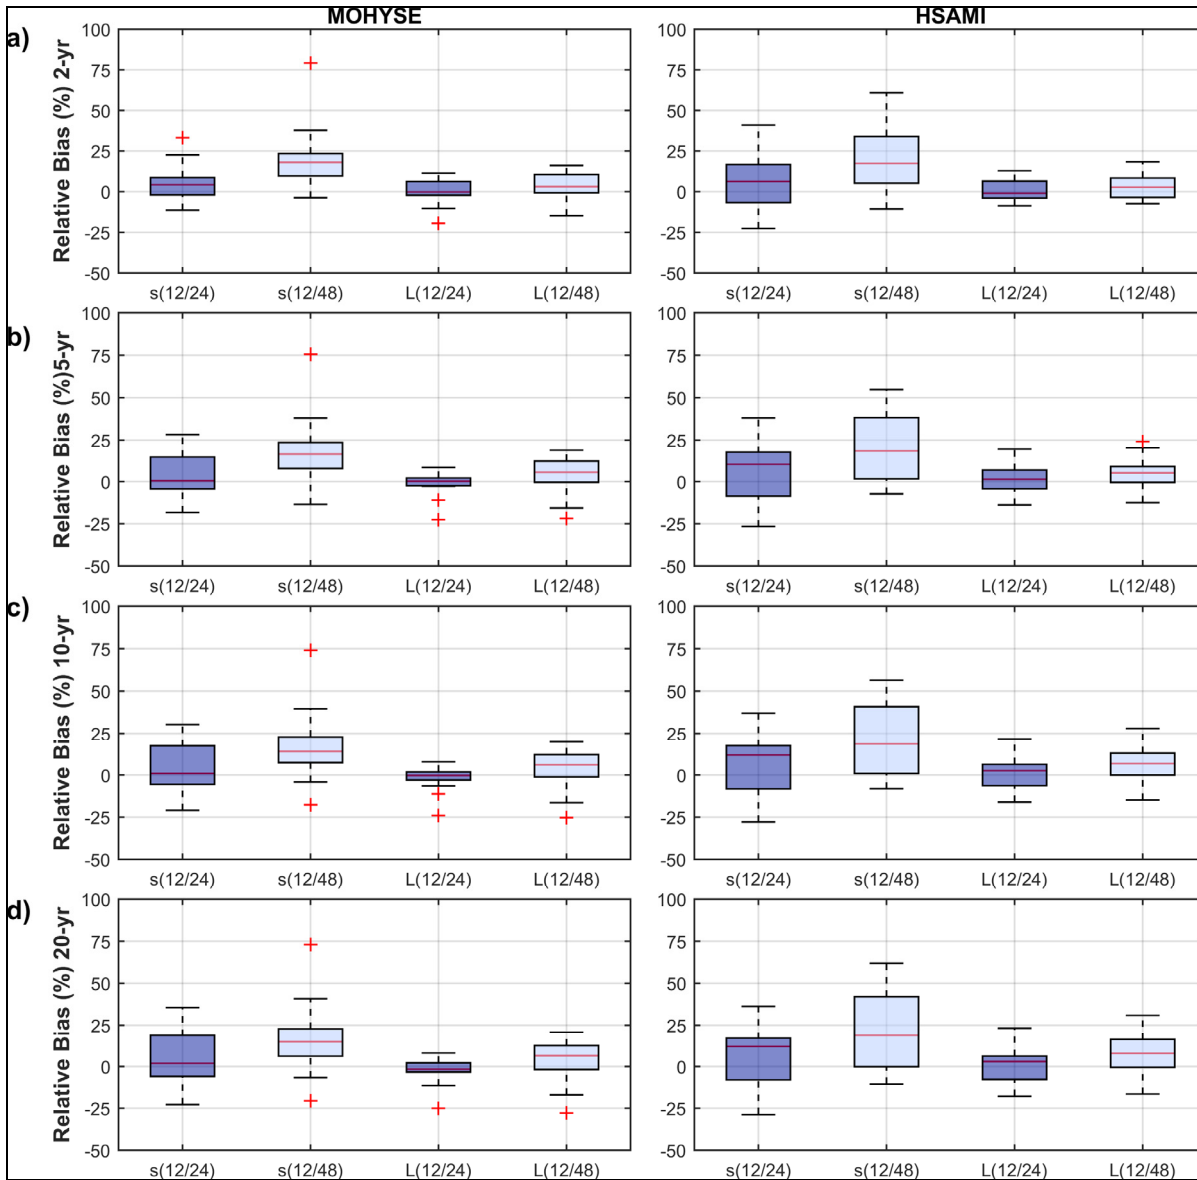 MOHYSE HSAMI
a)
Relative Bias (%) 2-yr
100 100
75 75
50 50
25 25
0 0
-25 -25
-50 -50
s(12/24) s(12/48) L(12/24) L(12/48) s(12/24) s(12/48) L(12/24) L(12/48)
b)
Relative Bias (%)5-yr
100 100
75 75
50 50
25 25
0 0
-25 -25
-50 -50
s(12/24) s(12/48) L(12/24) L(12/48) s(12/24) s(12/48) L(12/24) L(12/48)
c)
Relative Bias (%) 10-yr
100 100
75 75
50 50
25 25
0 0
-25 -25
-50 -50
s(12/24) s(12/48) L(12/24) L(12/48) s(12/24) s(12/48) L(12/24) L(12/48)
d)
Relative Bias (%) 20-yr
100 100
75 75
50 50
25 25
0 0
-25 -25
-50 -50
s(12/24) s(12/48) L(12/24) L(12/48) s(12/24) s(12/48) L(12/24) L(12/48)